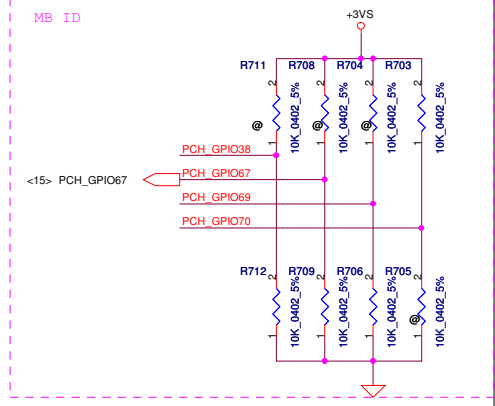 MB ID
+3VS
R711 R708 R704 R703
2 2 2 2
10K_0402_5% 10K_0402_5% 10K_0402_5% 10K_0402_5%
@ @ @
1 1 1 1
PCH_GPIO38
<15> PCH_GPIO67 PCH_GPIO67
PCH_GPIO69
PCH_GPIO70
R712 R709 R706 R705
2 2 2 2
10K_0402_5% 10K_0402_5% 10K_0402_5% 10K_0402_5%
@
1 1 1 1